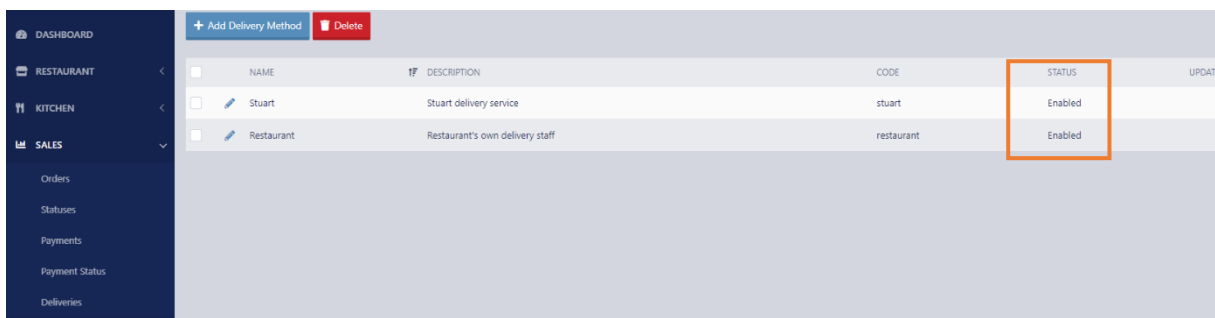 + Add Delivery Method Delete
DASHBOARD
RESTAURANT
KITCHEN
SALES
Orders
Statuses
Payments
Payment Status
Deliveries
NAME DESCRIPTION CODE STATUS UPDAT
Stuart Stuart delivery service stuart Enabled
Restaurant Restaurant's own delivery staff restaurant Enabled